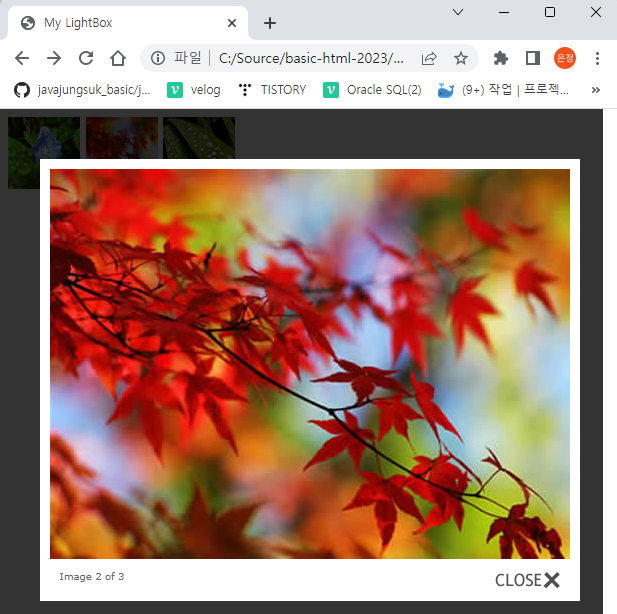 My LightBox
파일 C:/Source/basic-html-2023/...
은정
javajungsuk_basic/j...
velog
TISTORY
Oracle SQL(2)
(9+) 작업 | 프로젝...
Image 2 of 3
CLOSE